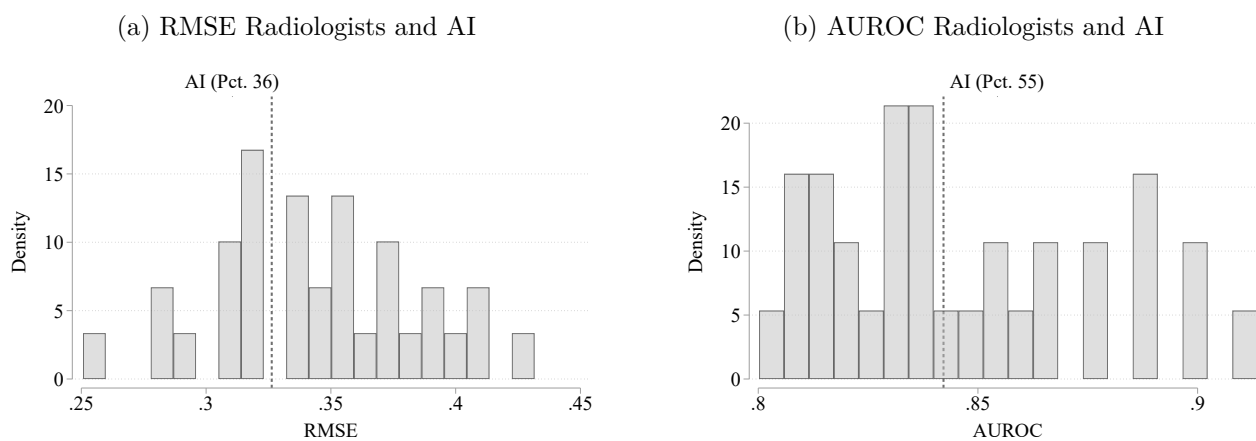 (a) RMSE Radiologists and AI
AI (Pct. 36)
20
15
10
5
0
Density
.25 .3 .35 .4 .45
RMSE
(b) AUROC Radiologists and AI
AI (Pct. 55)
20
15
10
5
0
Density
.8 .85 .9
AUROC